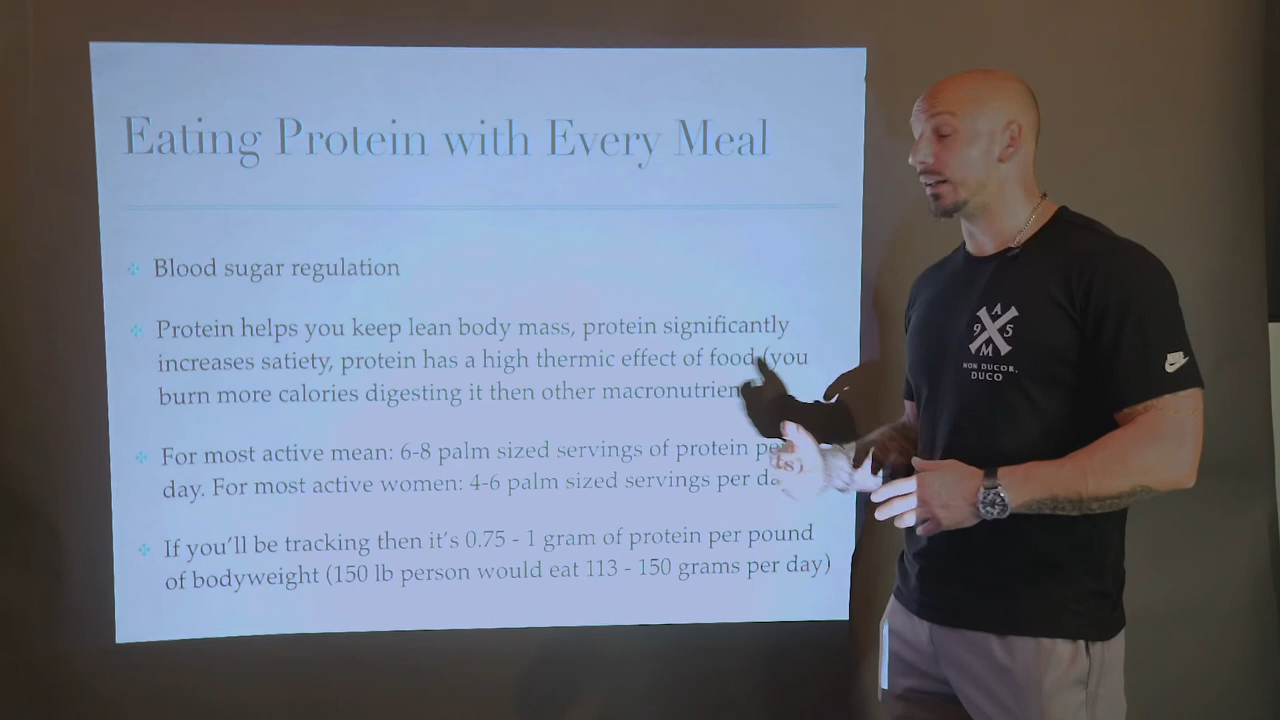 Eating Protein with Every Meal
Blood sugar regulation
Protein helps you keep lean body mass, protein significantly
increases satiety, protein has a high thermic effect of food (you
burn more calories digesting it then other macronutrien
ts)
For most active mean: 6-8 palm sized servings of protein pe
day. For most active women: 4-6 palm sized servings per da
If you'll be tracking then it's 0.75 - 1 gram of protein per pound
of bodyweight (150 lb person would eat 113 - 150 grams per day)
A
9 5
M
NON DUCOR,
DUCO